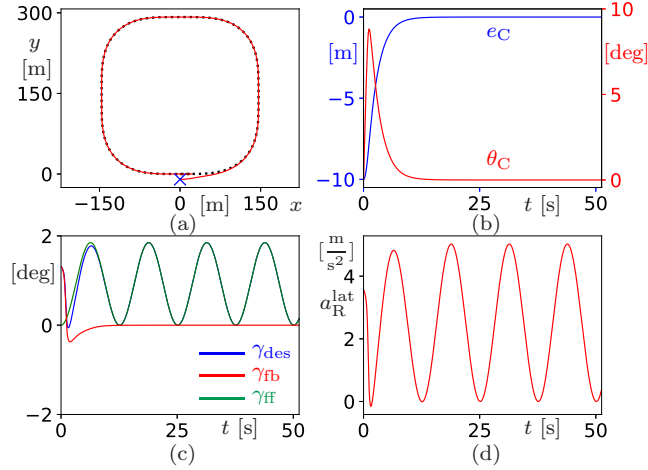 300
y
[m]
150
0
−150
0
[m]
150
x
(a)
0
[m]
−5
−10
10
[deg]
5
0
e_C
θ_C
0
25
50
t [s]
(b)
2
[deg]
0
−2
γ_des
γ_fb
γ_ff
0
25
50
t [s]
(c)
[m/s²]
a_R^lat
4
2
0
0
25
50
t [s]
(d)